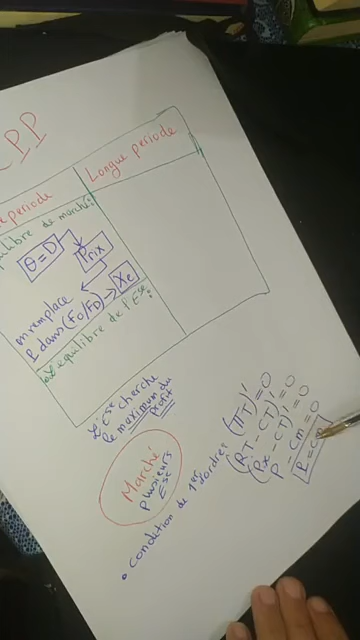 CPP
période
Longue période
équilibre de marché:
θ = D
Prix
on remplace
P dans (Fo/FD) → Xe
L'équilibre de l'Ese:
L'Ese cherche
le maximum du
profit
Marché
plusieurs
Ese
• Condition de 1er ordre: (πT)' = 0
(RT - CT)' = 0
(Px - CT)' = 0
P - cm = 0